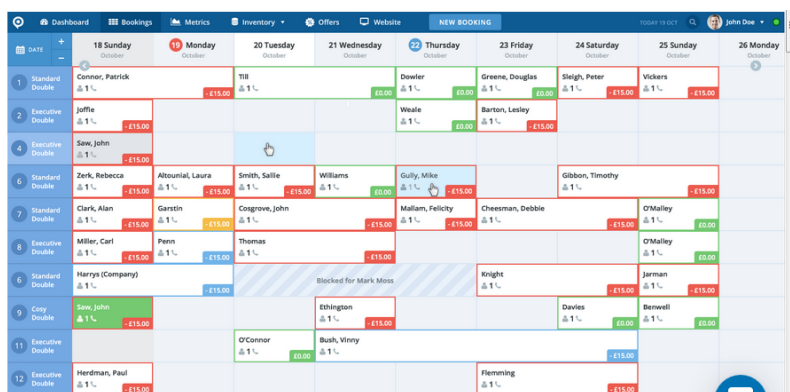 Dashboard Bookings Metrics Inventory Offers Website NEW BOOKING TODAY 19 OCT John Doe
DATE + − 18 Sunday October 19 Monday October 20 Tuesday October 21 Wednesday October 22 Thursday October 23 Friday October 24 Saturday October 25 Sunday October 26 Monday October
1 Standard Double
Connor, Patrick 1 - £15.00
Till 1 £0.00
Dowler 1 £0.00
Greene, Douglas 1 £0.00
Sleigh, Peter 1 - £15.00
Vickers 1 - £15.00
2 Executive Double
Joffie 1 - £15.00
Weale 1 £0.00
Barton, Lesley 1 - £15.00
4 Executive Double
Saw, John 1 - £15.00
6 Standard Double
Zerk, Rebecca 1 - £15.00
Altounial, Laura 1 - £15.00
Smith, Sallie 1 - £15.00
Williams 1 £0.00
Gully, Mike 1 - £15.00
Gibbon, Timothy 1 - £15.00
7 Standard Double
Clark, Alan 1 - £15.00
Garstin 1 - £15.00
Cosgrove, John 1 - £15.00
Mallam, Felicity 1 - £15.00
Cheesman, Debbie 1 - £15.00
O'Malley 1 £0.00
8 Executive Double
Miller, Carl 1 - £15.00
Penn 1 - £15.00
Thomas 1 - £15.00
O'Malley 1 £0.00
6 Standard Double
Harrys (Company) 1 - £15.00
Blocked for Mark Moss
Knight 1 - £15.00
Jarman 1 - £15.00
9 Cosy Double
Saw, John 1 - £15.00
Ethington 1 - £15.00
Davies 1 £0.00
Benwell 1 £0.00
11 Executive Double
O'Connor 1 £0.00
Bush, Vinny 1 - £15.00
12 Executive Double
Herdman, Paul 1 - £15.00
Flemming 1 - £15.00